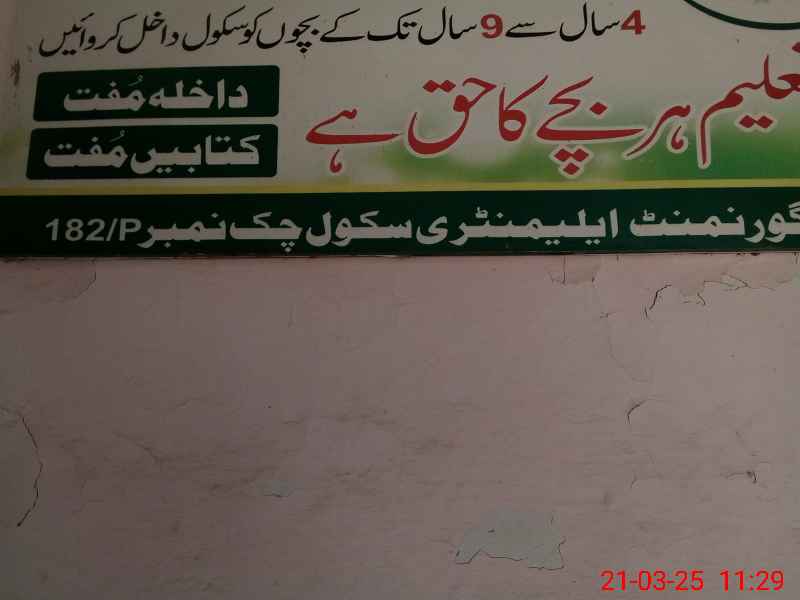 4 سال سے 9 سال تک کے بچوں کو سکول داخل کروائیں
تعلیم ہر بچے کا حق ہے
داخلہ مُفت
کتابیں مُفت
گورنمنٹ ایلیمنٹری سکول چک نمبر 182/P
21-03-25 11:29